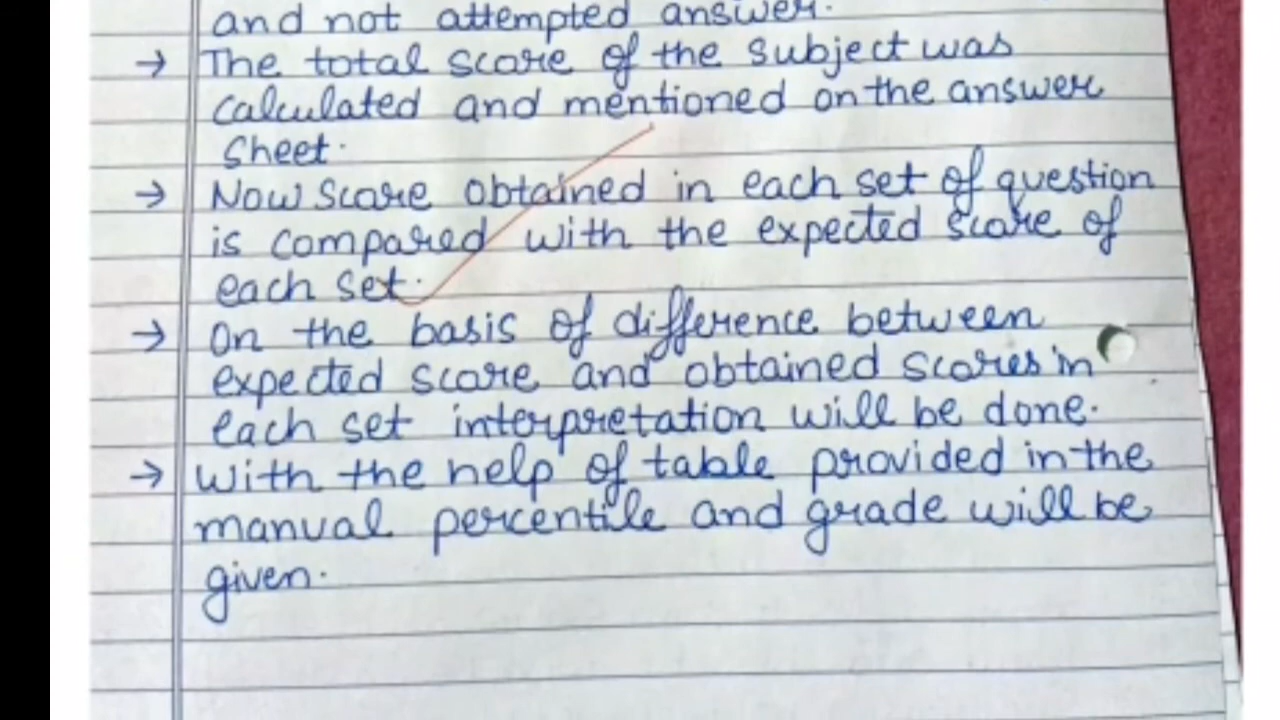 and not attempted answer.
→ The total score of the subject was
calculated and mentioned on the answer
Sheet.
→ Now Score obtained in each set of question
is compared with the expected score of
each set.
→ On the basis of difference between
expected score and obtained scores in
each set interpretation will be done.
→ With the help of table provided in the
manual percentile and grade will be
given.